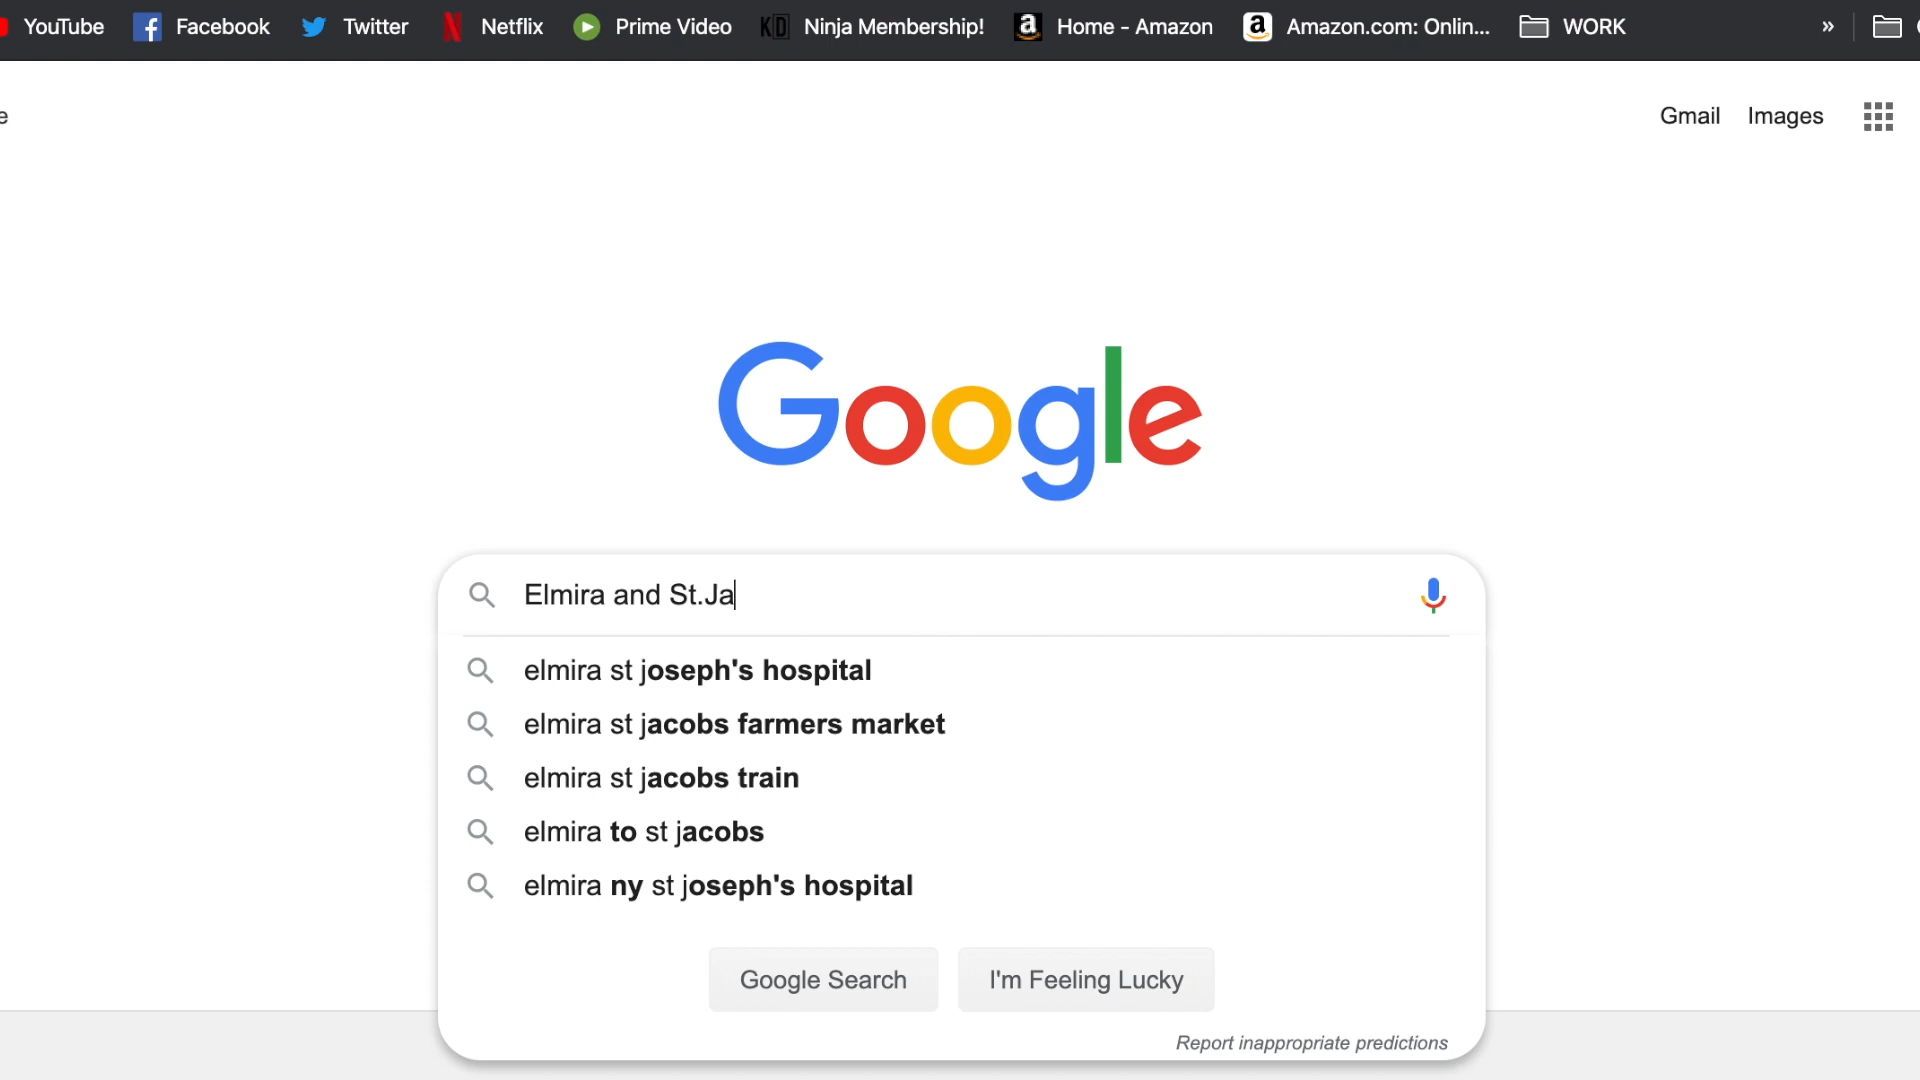 YouTube Facebook Twitter Netflix Prime Video KD Ninja Membership! Home - Amazon Amazon.com: Onlin... WORK »
e Gmail Images
Google
Elmira and St.Ja
elmira st joseph's hospital
elmira st jacobs farmers market
elmira st jacobs train
elmira to st jacobs
elmira ny st joseph's hospital
Google Search I'm Feeling Lucky
Report inappropriate predictions